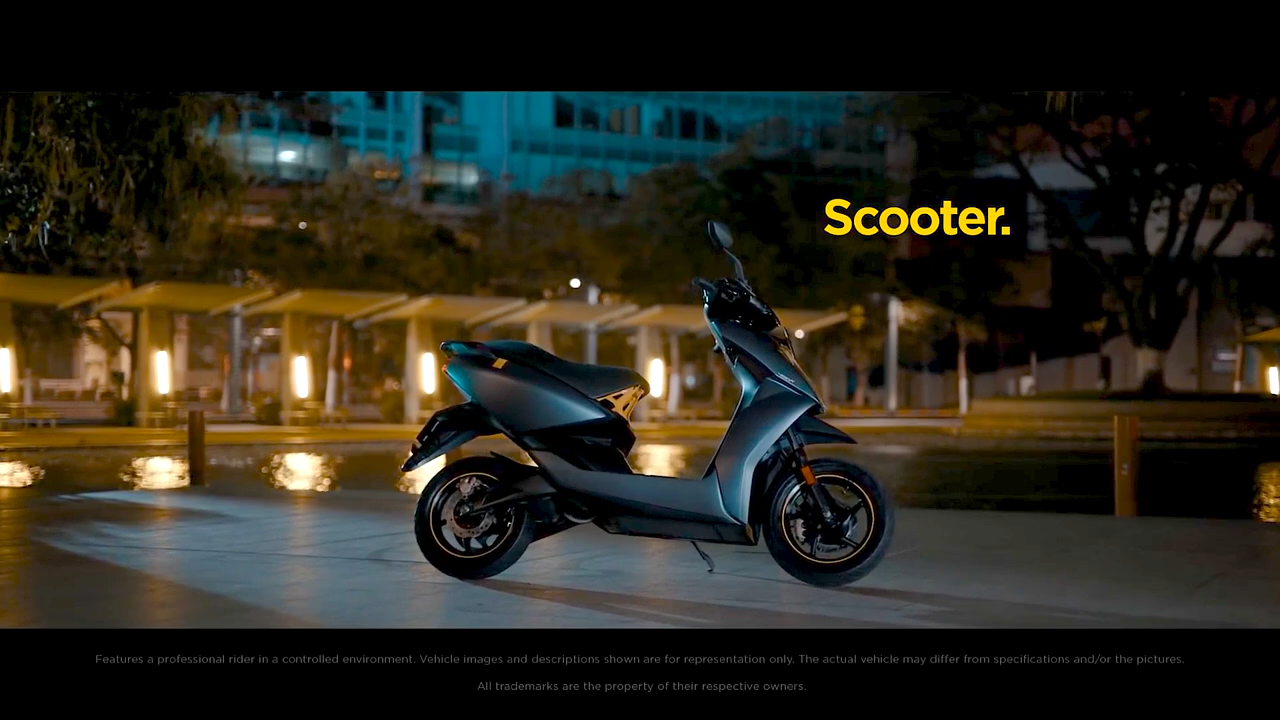 Scooter.
Features a professional rider in a controlled environment. Vehicle images and descriptions shown are for representation only. The actual vehicle may differ from specifications and/or the pictures.
All trademarks are the property of their respective owners.